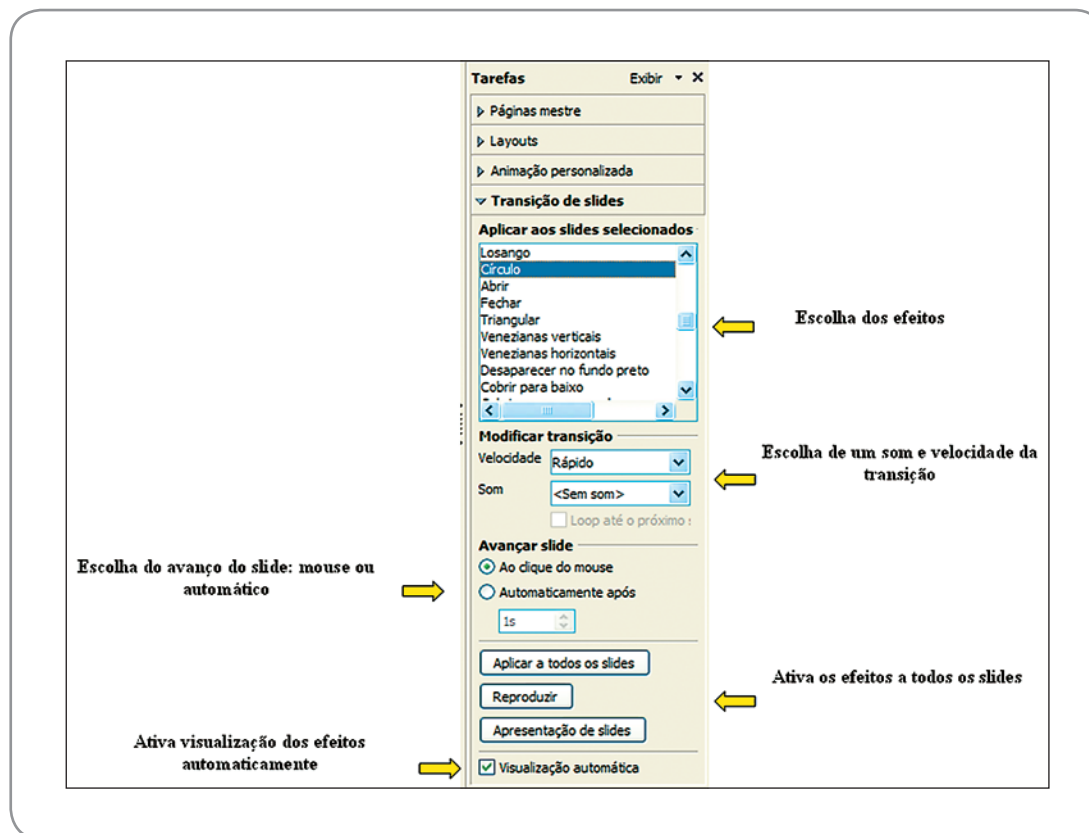 Tarefas Exibir
Páginas mestre
Layouts
Animação personalizada
Transição de slides
Aplicar aos slides selecionados
Losango
Círculo
Abrir
Fechar
Triangular
Venezianas verticais
Venezianas horizontais
Desaparecer no fundo preto
Cobrir para baixo
Escolha dos efeitos
Modificar transição
Velocidade Rápido
Som <Sem som>
Loop até o próximo s
Escolha de um som e velocidade da
transição
Avançar slide
Ao clique do mouse
Automaticamente após
1s
Escolha do avanço do slide: mouse ou
automático
Aplicar a todos os slides
Reproduzir
Apresentação de slides
Ativa os efeitos a todos os slides
Ativa visualização dos efeitos
automaticamente
Visualização automática